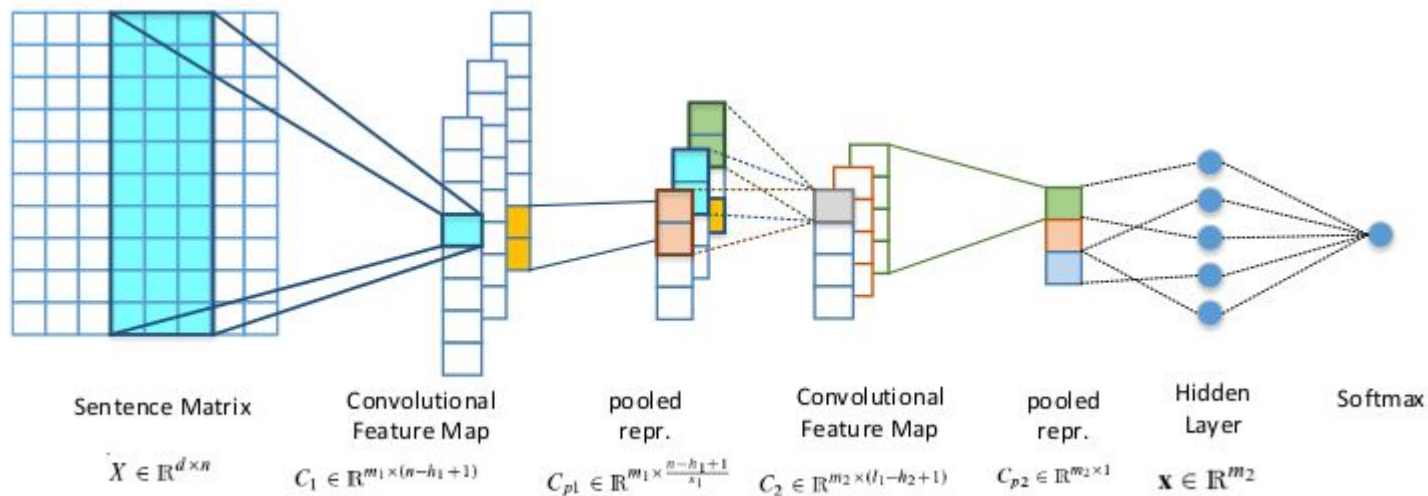 Sentence Matrix
Convolutional
Feature Map
pooled
repr.
Convolutional
Feature Map
pooled
repr.
Hidden
Layer
Softmax
X ∈ ℝ^{d×n}
C_1 ∈ ℝ^{m_1×(n−h_1+1)}
C_{p1} ∈ ℝ^{m_1×\frac{n−h_1+1}{s_1}}
C_2 ∈ ℝ^{m_2×(l_1−h_2+1)}
C_{p2} ∈ ℝ^{m_2×1}
x ∈ ℝ^{m_2}